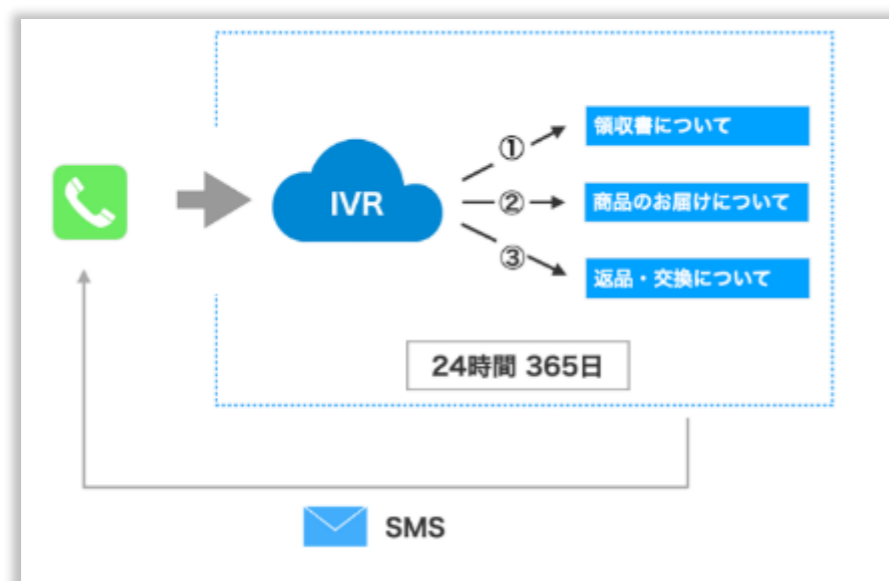 IVR
①
領収書について
②
商品のお届けについて
③
返品・交換について
24時間 365日
SMS